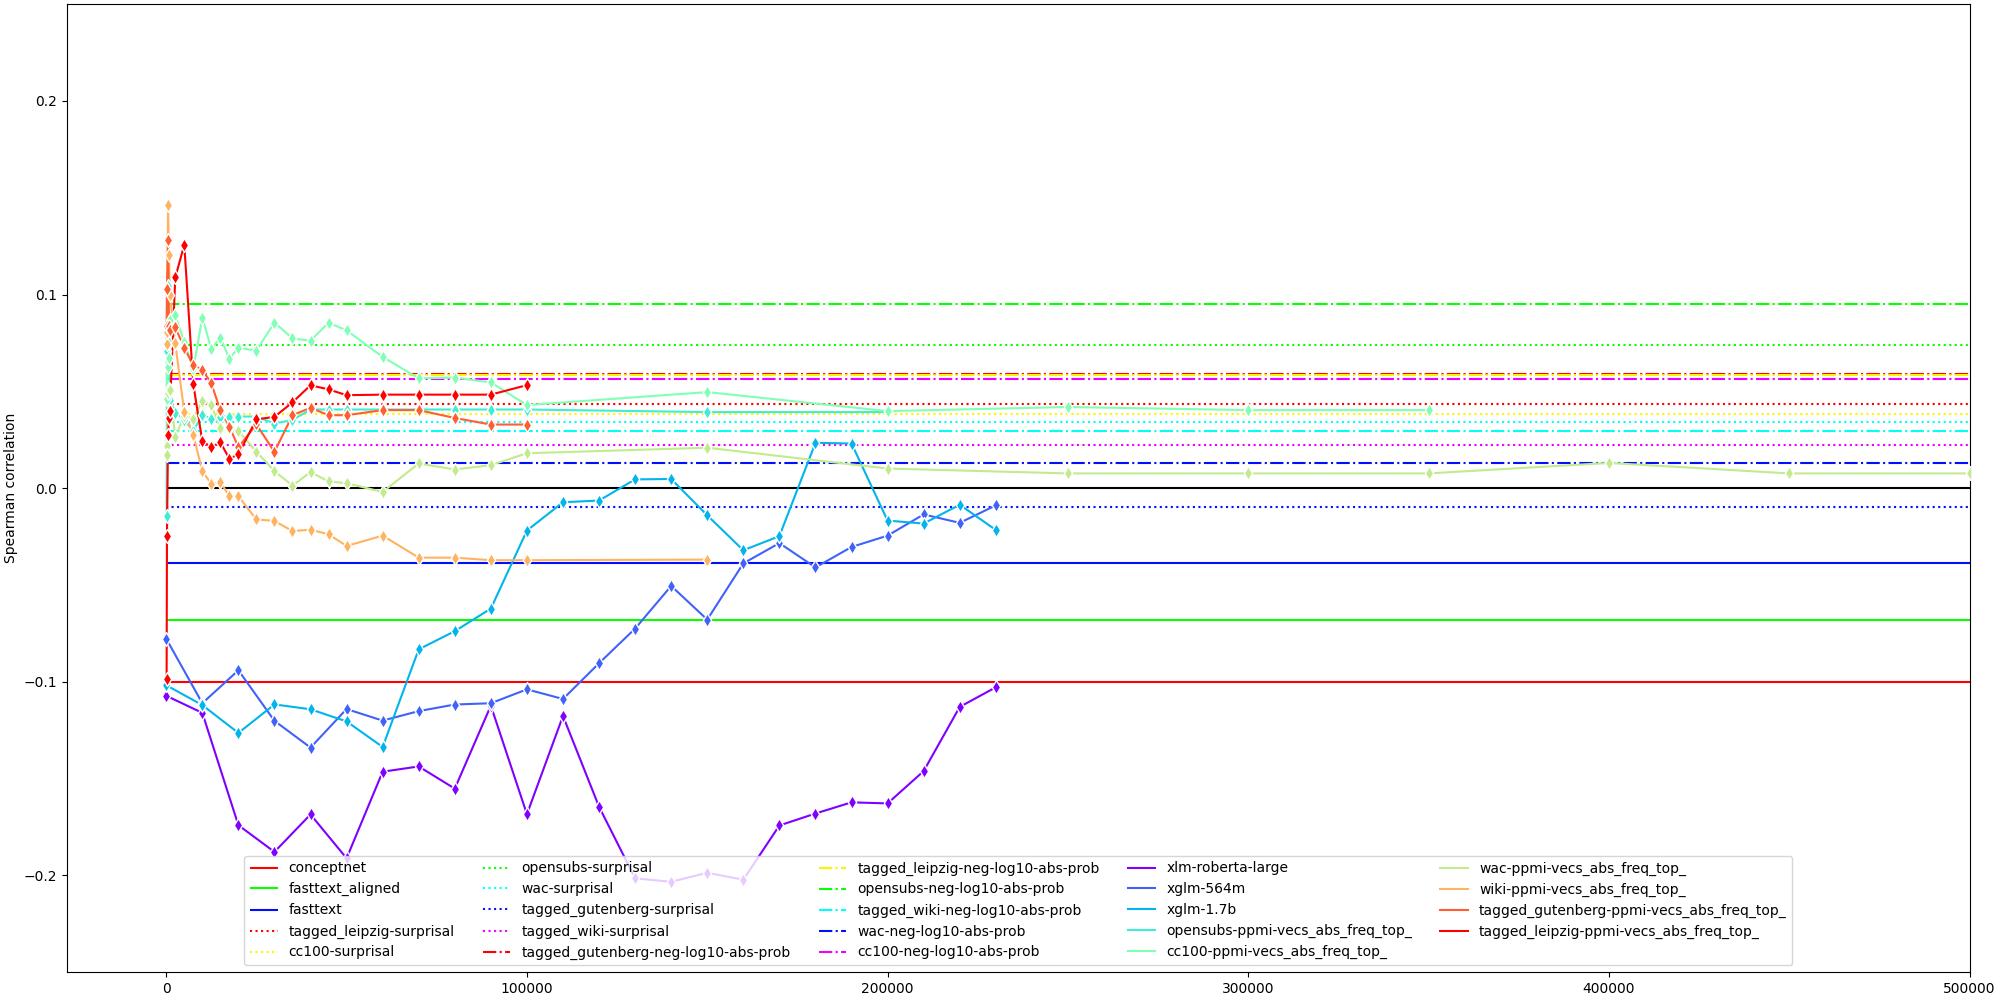 0.2
0.1
0.0
−0.1
−0.2
Spearman correlation
conceptnet
fasttext_aligned
fasttext
tagged_leipzig-surprisal
cc100-surprisal
opensubs-surprisal
wac-surprisal
tagged_gutenberg-surprisal
tagged_wiki-surprisal
tagged_gutenberg-neg-log10-abs-prob
tagged_leipzig-neg-log10-abs-prob
opensubs-neg-log10-abs-prob
tagged_wiki-neg-log10-abs-prob
wac-neg-log10-abs-prob
cc100-neg-log10-abs-prob
xlm-roberta-large
xglm-564m
xglm-1.7b
opensubs-ppmi-vecs_abs_freq_top_
cc100-ppmi-vecs_abs_freq_top_
wac-ppmi-vecs_abs_freq_top_
wiki-ppmi-vecs_abs_freq_top_
tagged_gutenberg-ppmi-vecs_abs_freq_top_
tagged_leipzig-ppmi-vecs_abs_freq_top_
0
100000
200000
300000
400000
500000